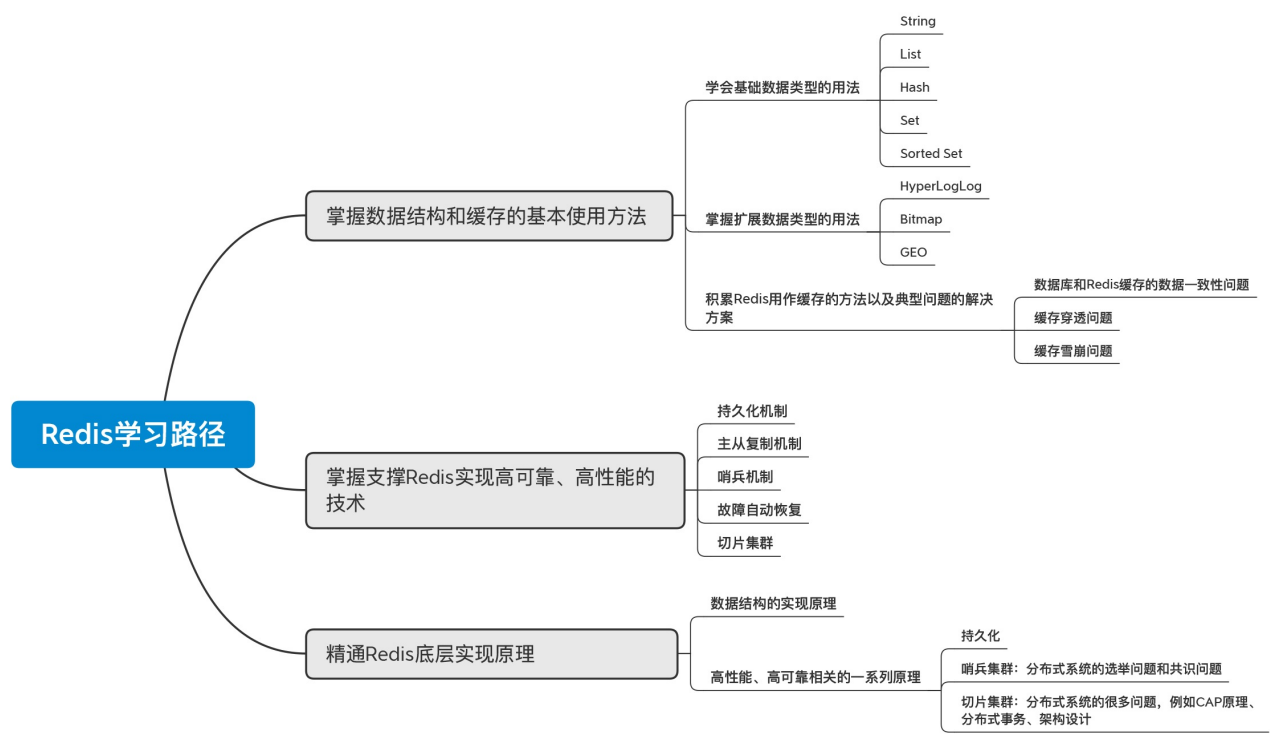 Redis学习路径
掌握数据结构和缓存的基本使用方法
学会基础数据类型的用法
String
List
Hash
Set
Sorted Set
掌握扩展数据类型的用法
HyperLogLog
Bitmap
GEO
积累Redis用作缓存的方法以及典型问题的解决
方案
数据库和Redis缓存的数据一致性问题
缓存穿透问题
缓存雪崩问题
掌握支撑Redis实现高可靠、高性能的
技术
持久化机制
主从复制机制
哨兵机制
故障自动恢复
切片集群
精通Redis底层实现原理
数据结构的实现原理
高性能、高可靠相关的一系列原理
持久化
哨兵集群：分布式系统的选举问题和共识问题
切片集群：分布式系统的很多问题，例如CAP原理、
分布式事务、架构设计